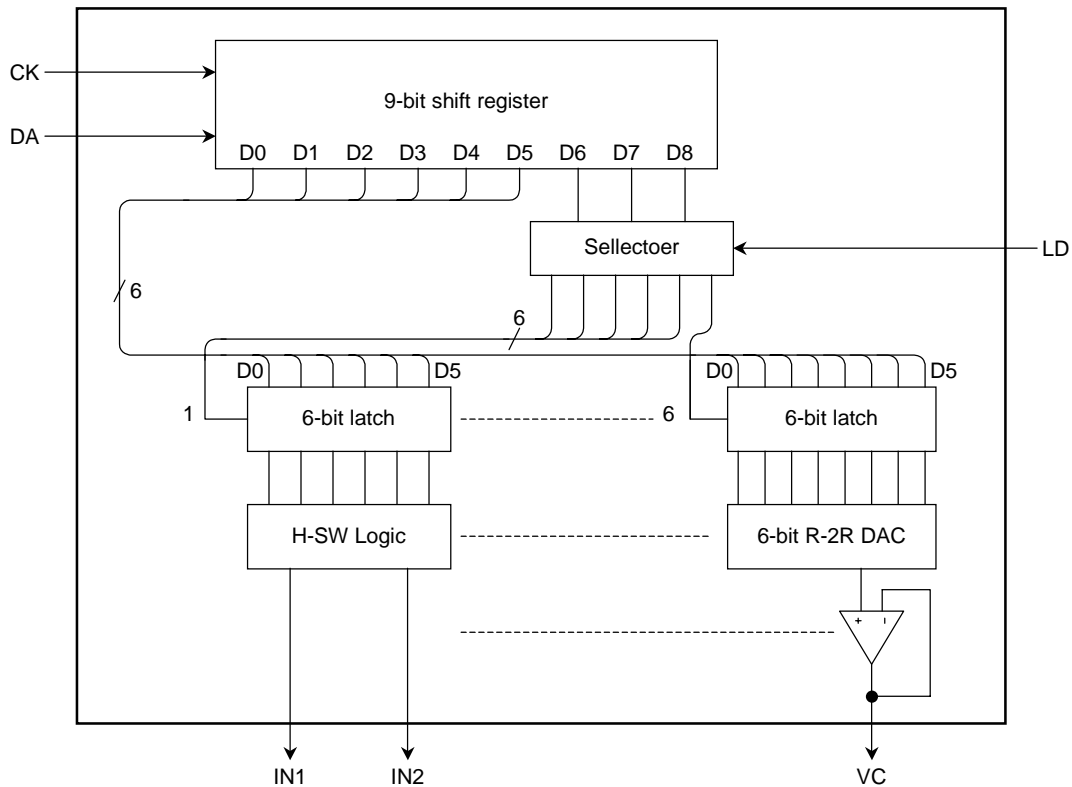 CK
9-bit shift register
DA
D0 D1 D2 D3 D4 D5 D6 D7 D8
Sellectoer
LD
6
6
D0 D5 D0 D5
1 6-bit latch 6 6-bit latch
H-SW Logic 6-bit R-2R DAC
+ −
IN1 IN2 VC